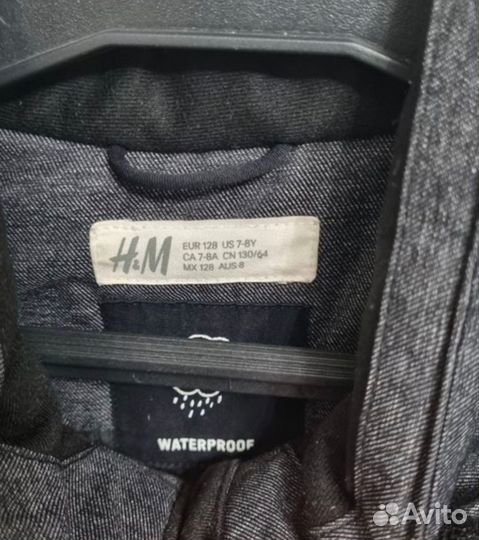 H&M
EUR 128 US 7-8Y
CA 7-8A CN 130/64
MX 128 AUS 8
WATERPROOF
Avito